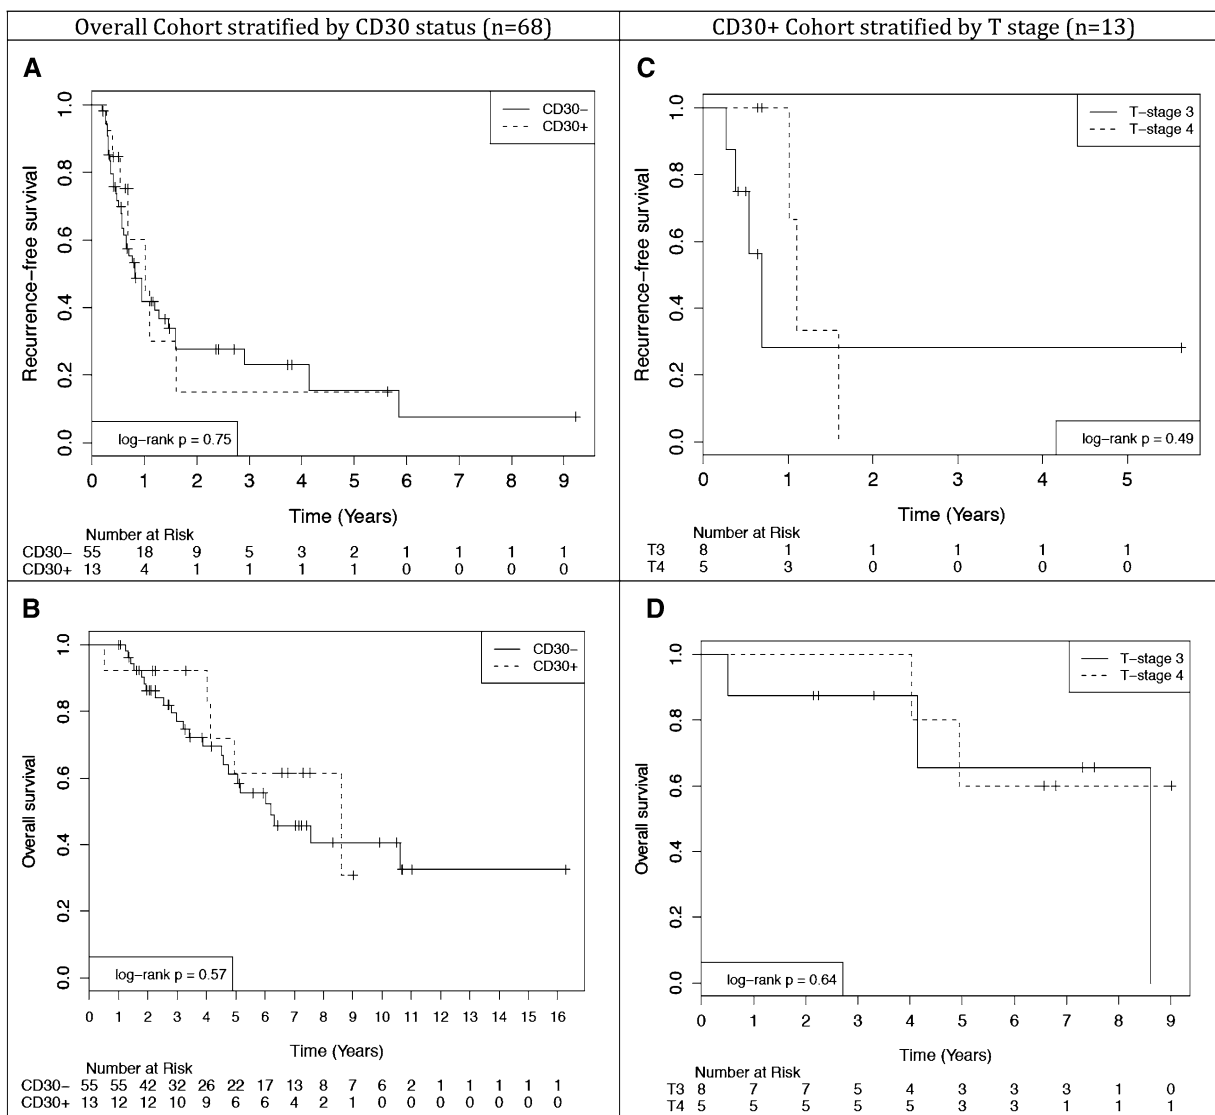 Overall Cohort stratified by CD30 status (n=68)
CD30+ Cohort stratified by T stage (n=13)
A
Recurrence−free survival
1.0
0.8
0.6
0.4
0.2
0.0
CD30−
CD30+
log−rank p = 0.75
0 1 2 3 4 5 6 7 8 9
Time (Years)
Number at Risk
CD30− 55 18 9 5 3 2 1 1 1 1
CD30+ 13 4 1 1 1 1 0 0 0 0
C
Recurrence−free survival
1.0
0.8
0.6
0.4
0.2
0.0
T−stage 3
T−stage 4
log−rank p = 0.49
0 1 2 3 4 5
Time (Years)
Number at Risk
T3 8 1 1 1 1 1
T4 5 3 0 0 0 0
B
Overall survival
1.0
0.8
0.6
0.4
0.2
0.0
CD30−
CD30+
log−rank p = 0.57
0 1 2 3 4 5 6 7 8 9 10 11 12 13 14 15 16
Time (Years)
Number at Risk
CD30− 55 55 42 32 26 22 17 13 8 7 6 2 1 1 1 1 1
CD30+ 13 12 12 10 9 6 6 4 2 1 0 0 0 0 0 0 0
D
Overall survival
1.0
0.8
0.6
0.4
0.2
0.0
T−stage 3
T−stage 4
log−rank p = 0.64
0 1 2 3 4 5 6 7 8 9
Time (Years)
Number at Risk
T3 8 7 7 5 4 3 3 3 1 0
T4 5 5 5 5 5 3 3 1 1 1